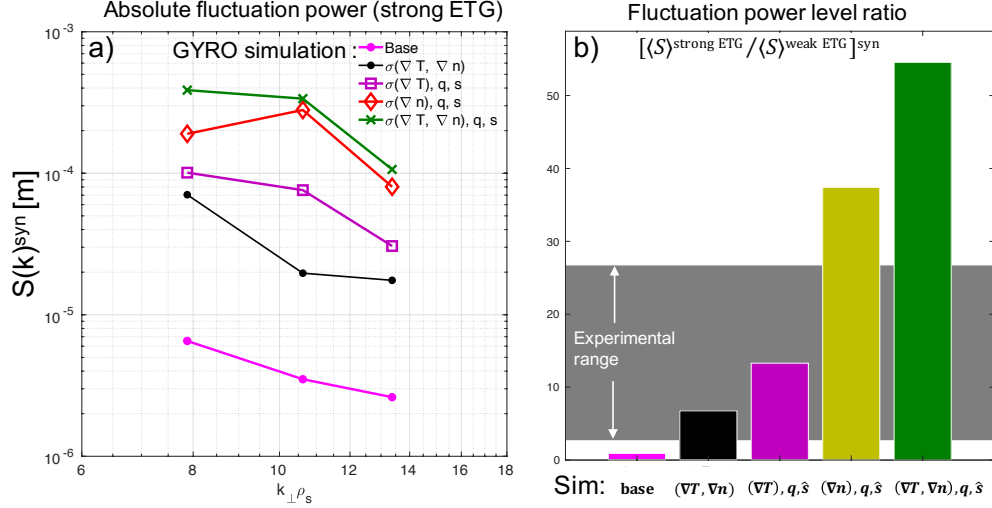 Absolute fluctuation power (strong ETG)
a)
GYRO simulation :
Base
σ(∇ T, ∇ n)
σ(∇ T), q, s
σ(∇ n), q, s
σ(∇ T, ∇ n), q, s
S(k)^syn [m]
10^-3
10^-4
10^-5
10^-6
6 8 10 12 14 16 18
k⊥ρs
Fluctuation power level ratio
b)
[⟨S⟩^strong ETG/⟨S⟩^weak ETG]^syn
50
40
30
20
10
0
Experimental
range
Sim: base (∇T, ∇n) (∇T), q, ŝ (∇n), q, ŝ (∇T, ∇n), q, ŝ